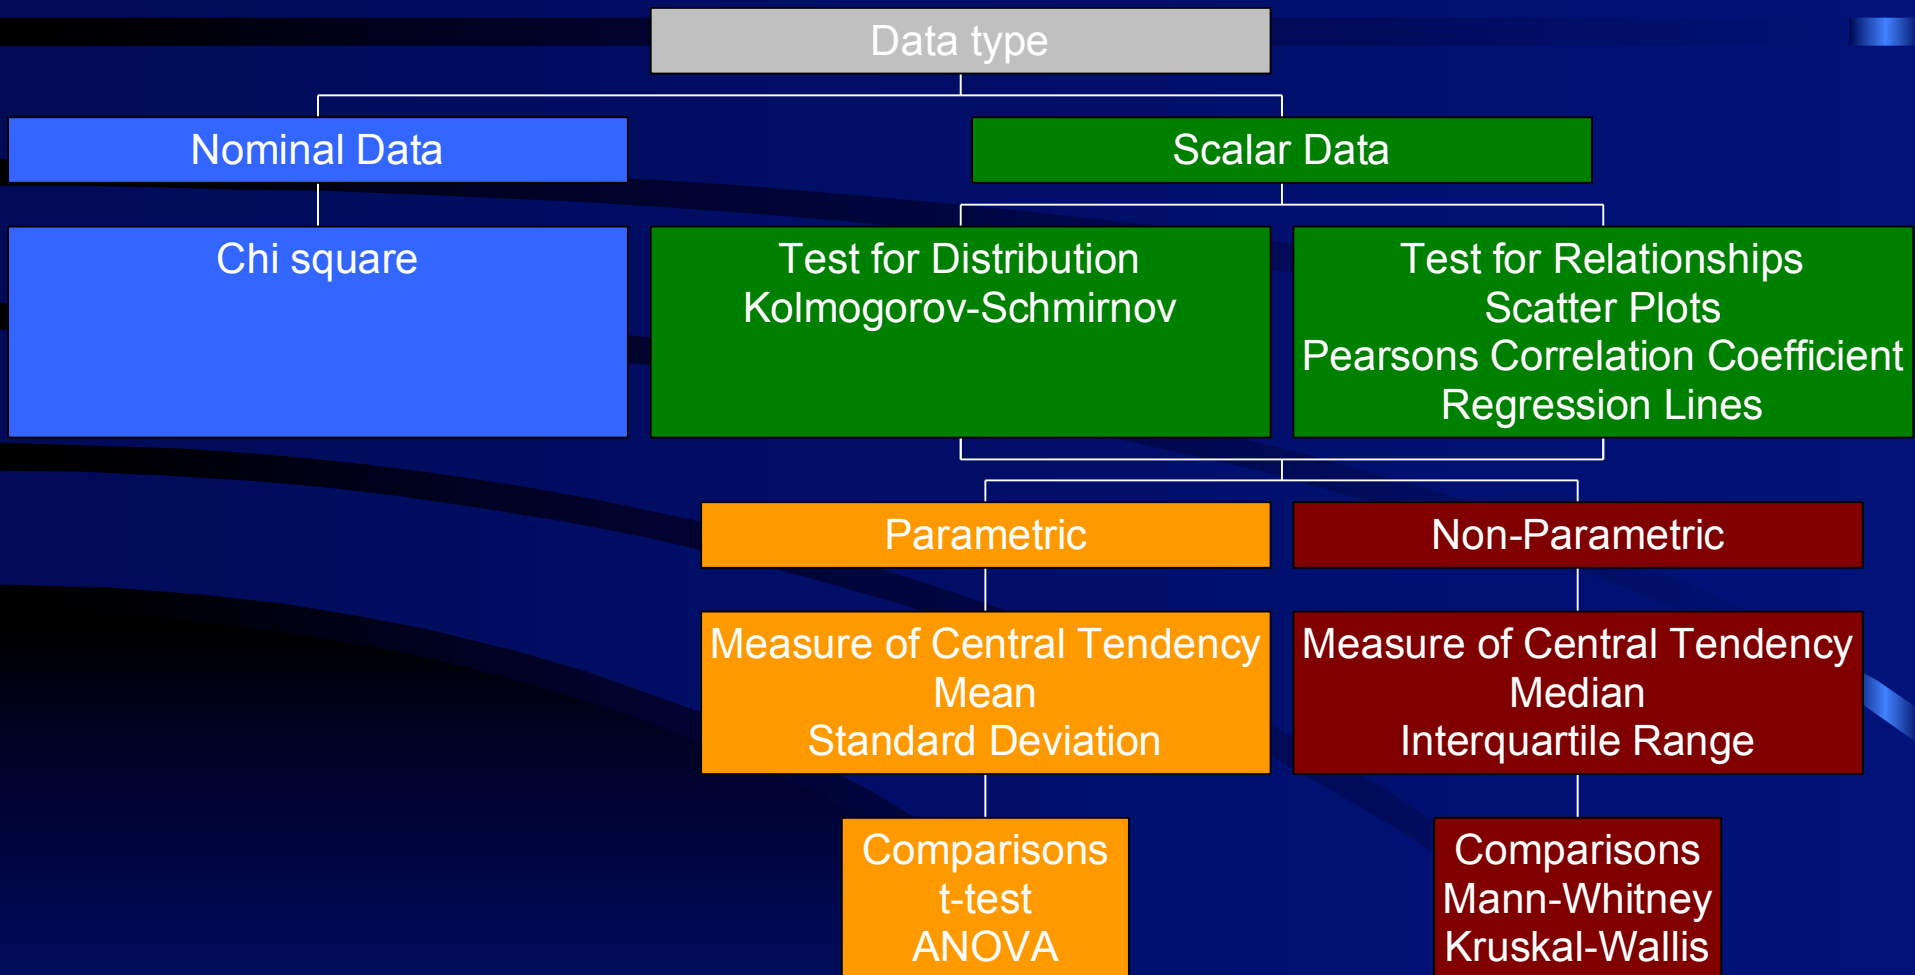 Data type
Nominal Data
Scalar Data
Chi square
Test for Distribution
Kolmogorov-Schmirnov
Test for Relationships
Scatter Plots
Pearsons Correlation Coefficient
Regression Lines
Parametric
Non-Parametric
Measure of Central Tendency
Mean
Standard Deviation
Measure of Central Tendency
Median
Interquartile Range
Comparisons
t-test
ANOVA
Comparisons
Mann-Whitney
Kruskal-Wallis